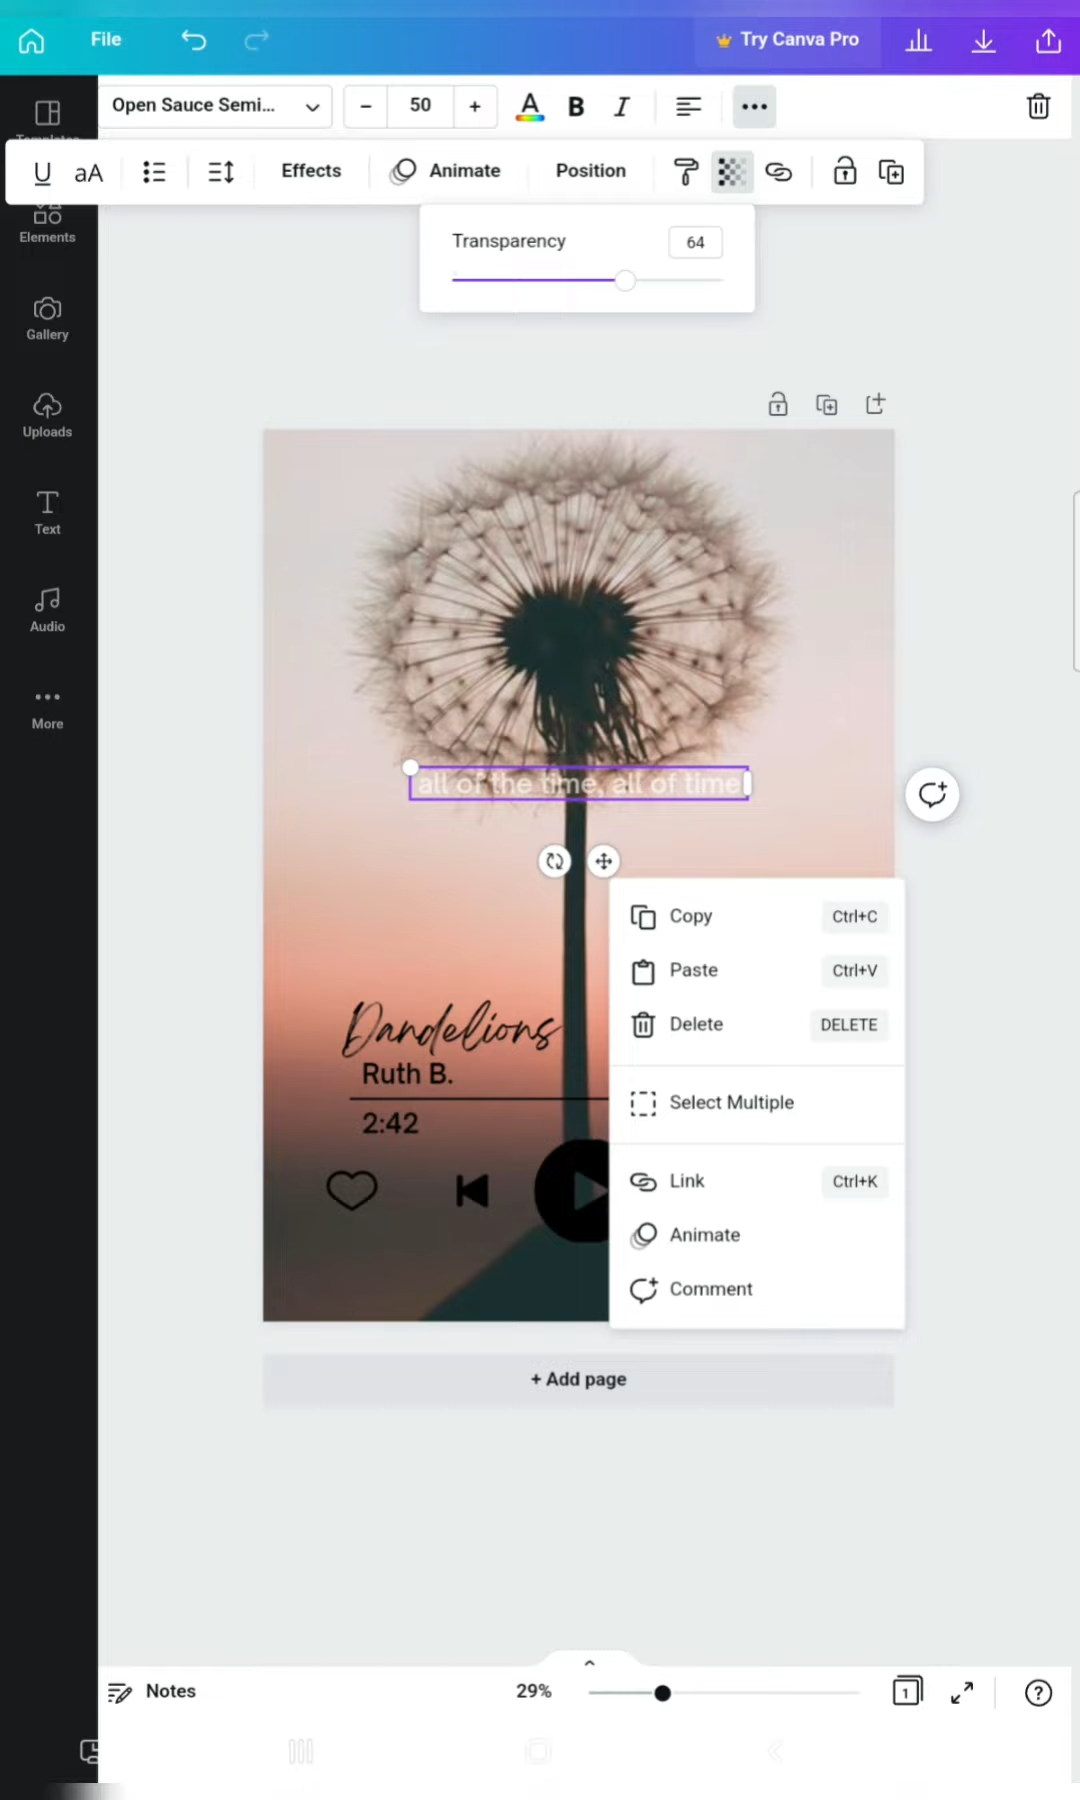 File
Try Canva Pro
Open Sauce Semi...
50
A
B
I
Templates
U
aA
Effects
Animate
Position
Transparency
64
Elements
Gallery
Uploads
Text
Audio
More
all of the time, all of time
Copy
Ctrl+C
Paste
Ctrl+V
Delete
DELETE
Select Multiple
Link
Ctrl+K
Animate
Comment
Dandelions
Ruth B.
2:42
+ Add page
Notes
29%
1
?